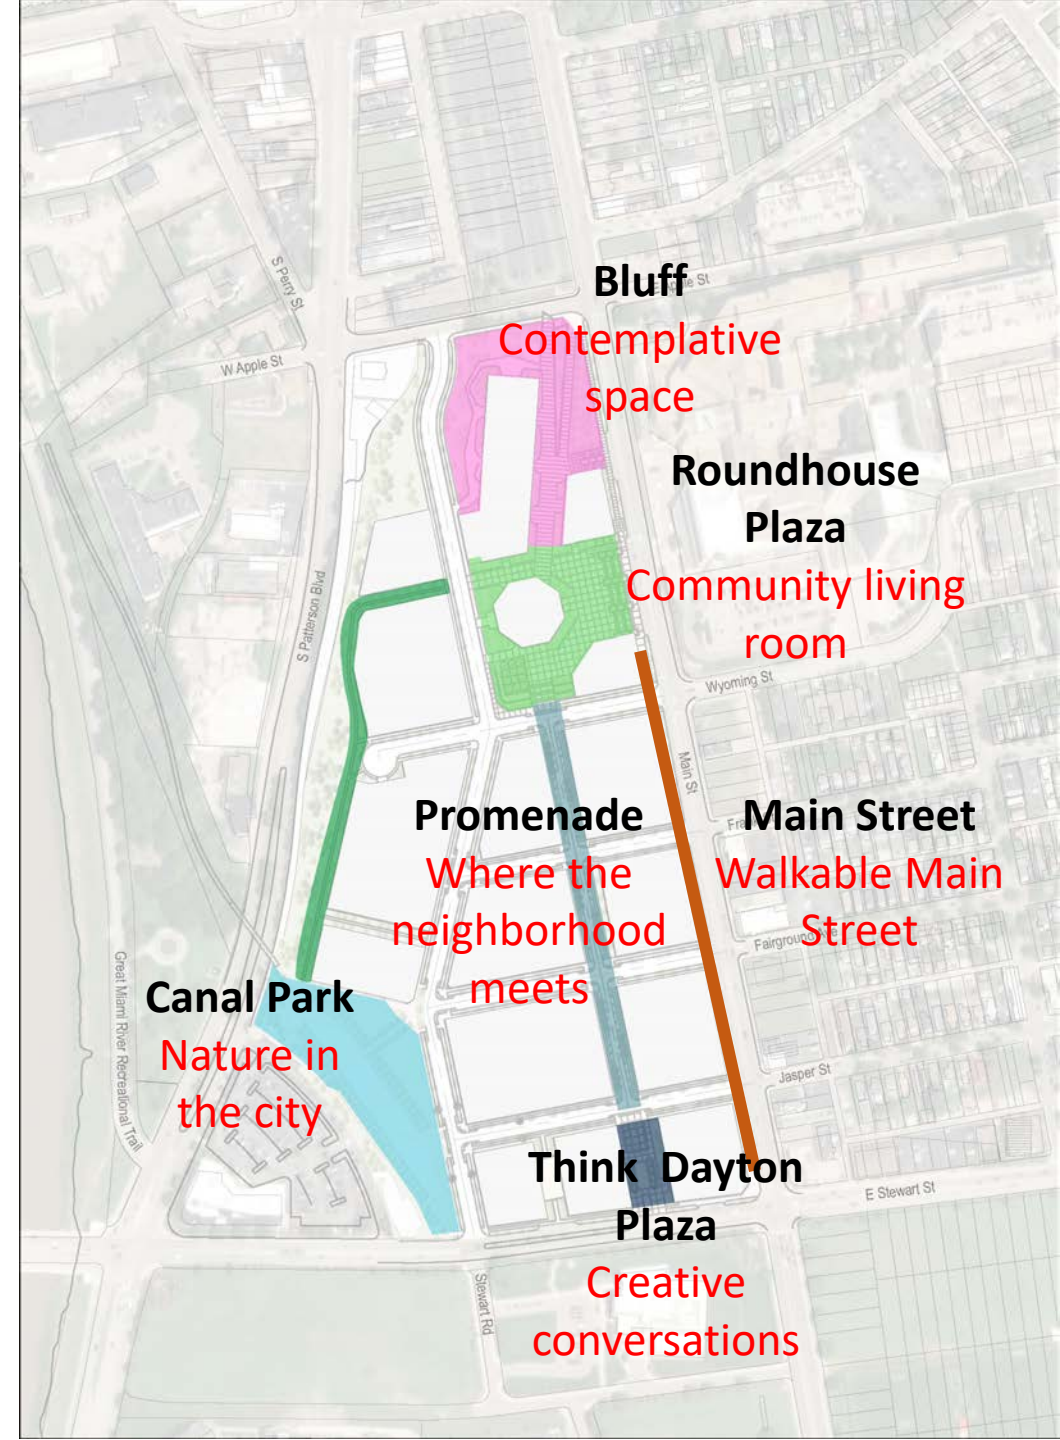 S Perry St
Bluff
E Apple St
Contemplative
space
W Apple St
Roundhouse
Plaza
Community living
room
S Patterson Blvd
Wyoming St
Main St
Promenade
Where the
neighborhood
meets
Main Street
Walkable Main
Street
Fairground Ave
Great Miami River Recreational Trail
Canal Park
Nature in
the city
Jasper St
Think Dayton
Plaza
Creative
conversations
E Stewart St
Stewart Rd